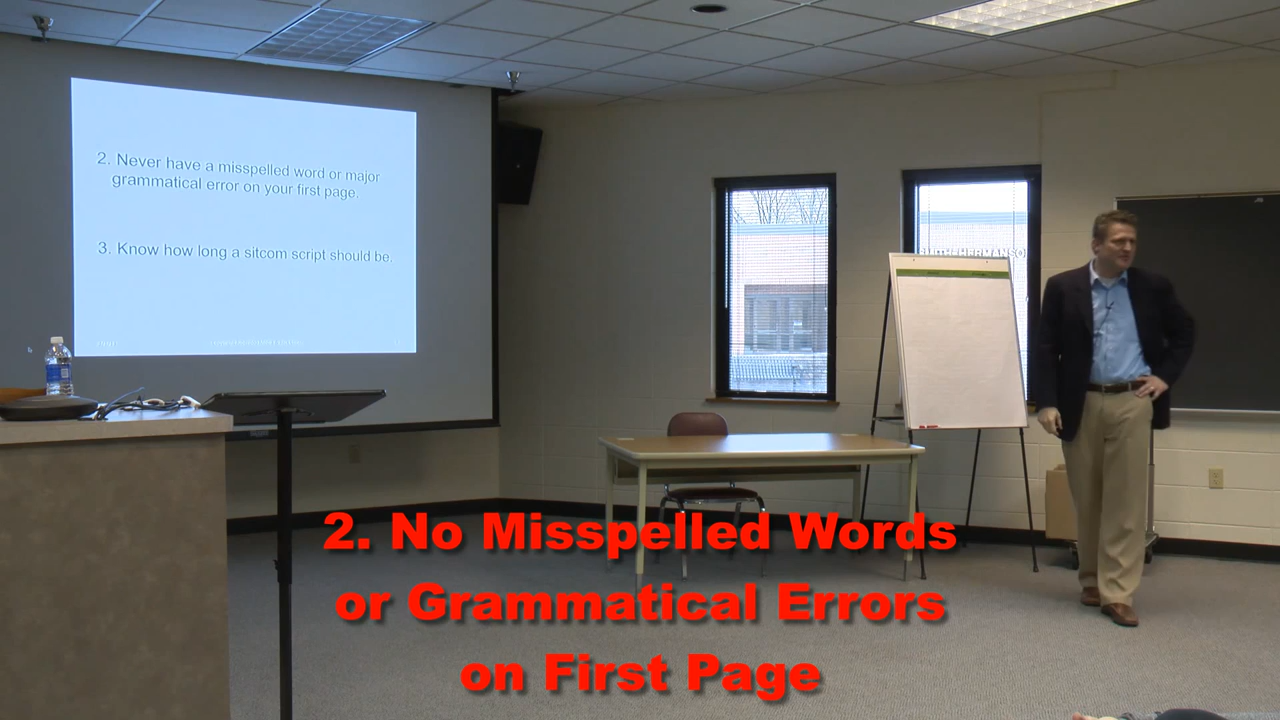 2. Never have a misspelled word or major
grammatical error on your first page.
3. Know how long a sitcom script should be.
2. No Misspelled Words
or Grammatical Errors
on First Page